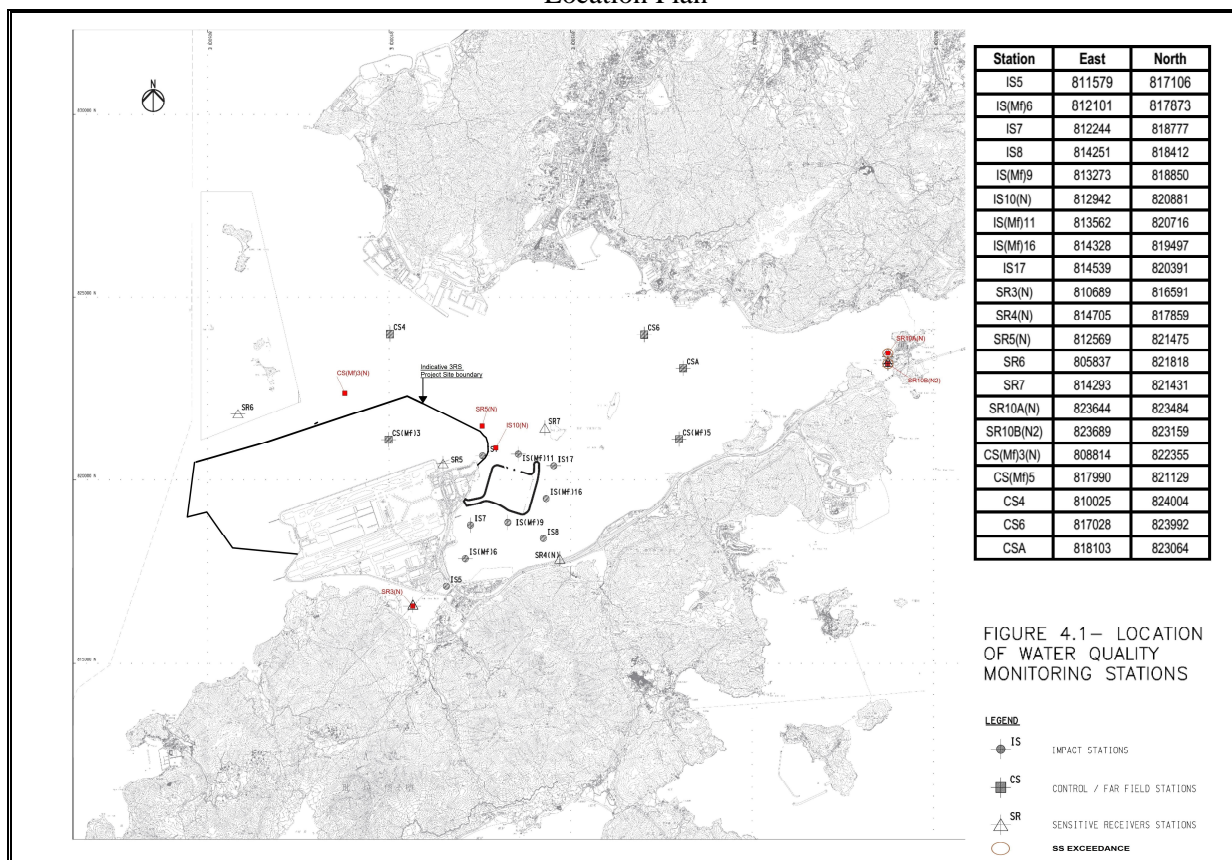 Location Plan
N
830000 N
825000 N
820000 N
CS4
CS6
CSA
CS(Mf)3(N)
Indicative 3RS
Project Site boundary
SR10A(N)
SR10B(N2)
SR6
SR5(N)
IS10(N)
SR7
CS(Mf)3
CS(Mf)5
SR5
IS(Mf)11
IS17
IS(Mf)16
IS7
IS(Mf)9
IS8
IS(Mf)6
SR4(N)
IS5
SR3(N)
Station East North
IS5 811579 817106
IS(Mf)6 812101 817873
IS7 812244 818777
IS8 814251 818412
IS(Mf)9 813273 818850
IS10(N) 812942 820881
IS(Mf)11 813562 820716
IS(Mf)16 814328 819497
IS17 814539 820391
SR3(N) 810689 816591
SR4(N) 814705 817859
SR5(N) 812569 821475
SR6 805837 821818
SR7 814293 821431
SR10A(N) 823644 823484
SR10B(N2) 823689 823159
CS(Mf)3(N) 808814 822355
CS(Mf)5 817990 821129
CS4 810025 824004
CS6 817028 823992
CSA 818103 823064
FIGURE 4.1– LOCATION
OF WATER QUALITY
MONITORING STATIONS
LEGEND
IS IMPACT STATIONS
CS CONTROL / FAR FIELD STATIONS
SR SENSITIVE RECEIVERS STATIONS
SS EXCEEDANCE